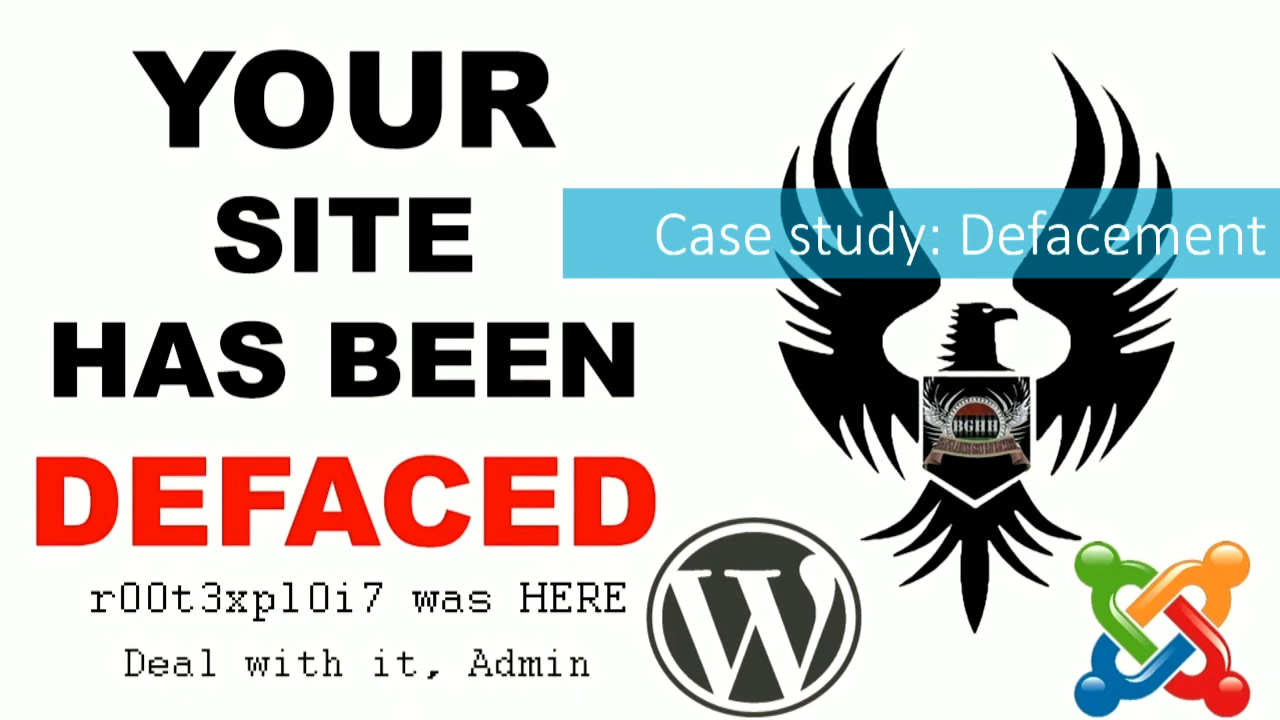 YOUR
SITE
HAS BEEN
DEFACED
r00t3xpl0i7 was HERE
Deal with it, Admin
Case study: Defacement
BGHH